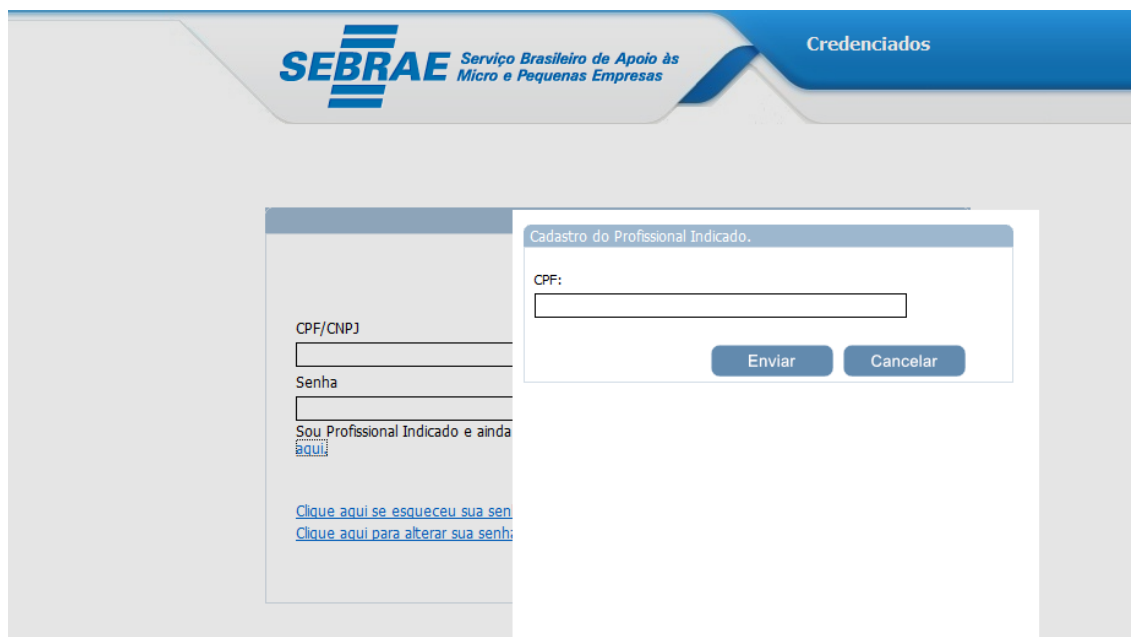 SEBRAE
Serviço Brasileiro de Apoio às
Micro e Pequenas Empresas
Credenciados
Cadastro do Profissional Indicado.
CPF:
Enviar
Cancelar
CPF/CNPJ
Senha
Sou Profissional Indicado e ainda
aqui.
Clique aqui se esqueceu sua sen
Clique aqui para alterar sua senha